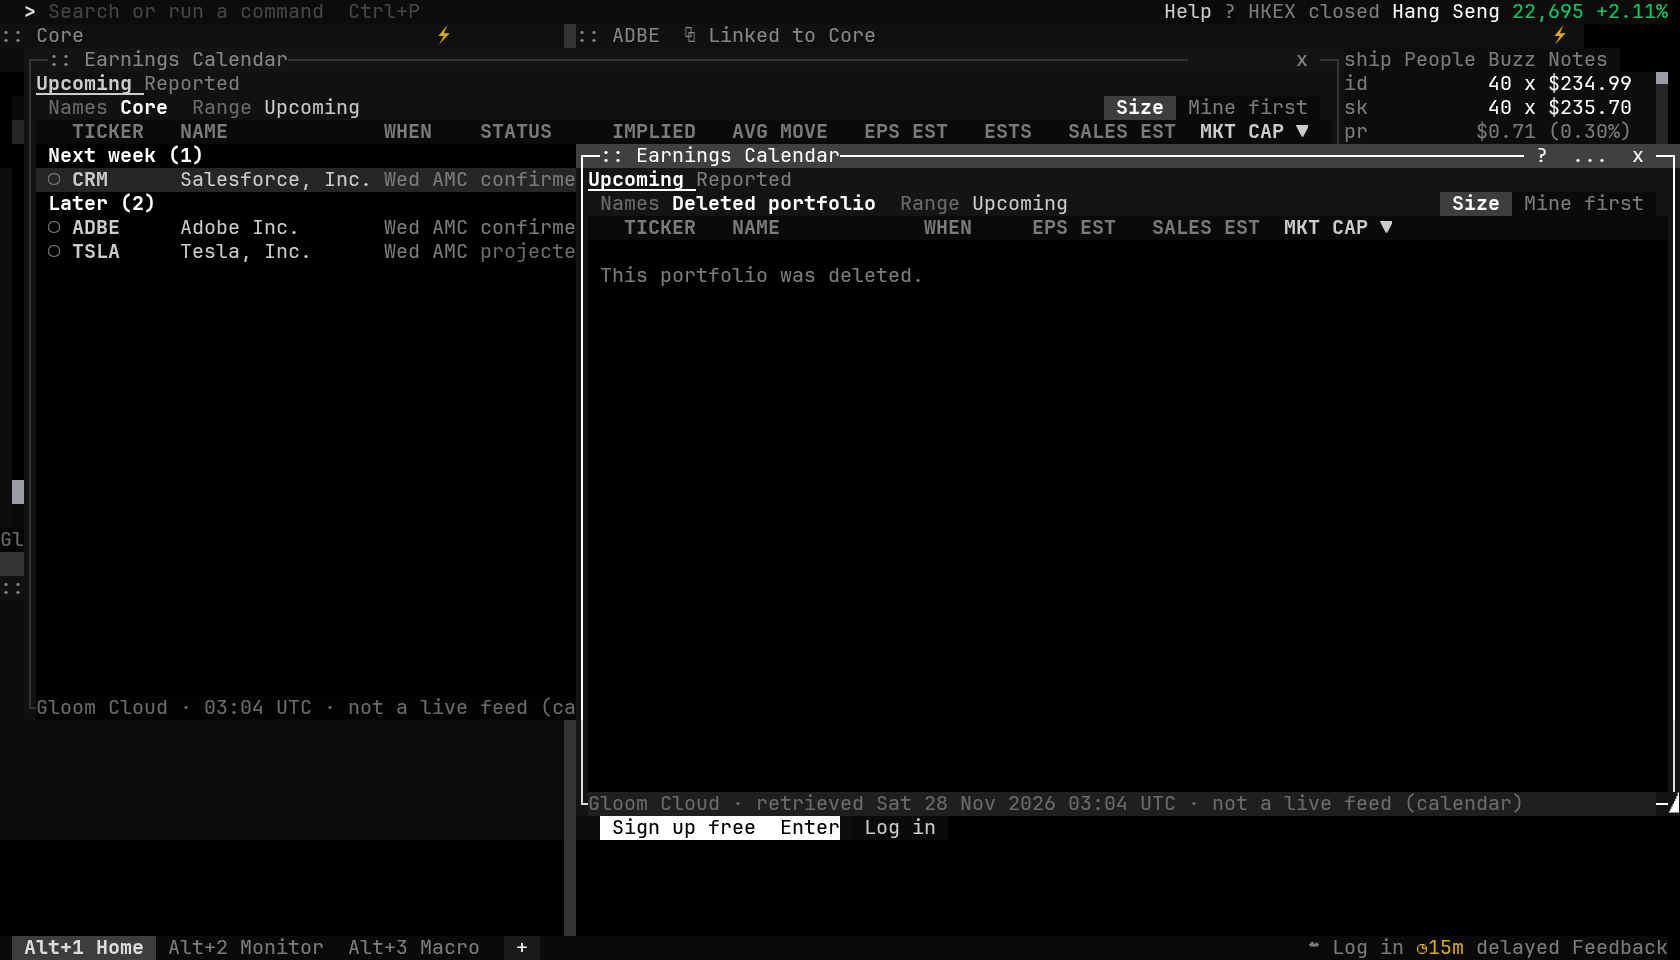 > Search or run a command  Ctrl+P  Help ? HKEX closed Hang Seng 22,695 +2.11%
:: Core ⚡ :: ADBE Linked to Core ⚡
:: Earnings Calendar x ship People Buzz Notes
Upcoming Reported id 40 x $234.99
Names Core Range Upcoming Size Mine first sk 40 x $235.70
TICKER NAME WHEN STATUS IMPLIED AVG MOVE EPS EST ESTS SALES EST MKT CAP ▼ pr $0.71 (0.30%)
Next week (1)
○ CRM Salesforce, Inc. Wed AMC confirme
Later (2)
○ ADBE Adobe Inc. Wed AMC confirme
○ TSLA Tesla, Inc. Wed AMC projecte
Gloom Cloud · 03:04 UTC · not a live feed (ca
:: Earnings Calendar ? ... x
Upcoming Reported
Names Deleted portfolio Range Upcoming Size Mine first
TICKER NAME WHEN EPS EST SALES EST MKT CAP ▼
This portfolio was deleted.
Gloom Cloud · retrieved Sat 28 Nov 2026 03:04 UTC · not a live feed (calendar)
Gl
::
Sign up free Enter Log in
Alt+1 Home Alt+2 Monitor Alt+3 Macro + Log in 15m delayed Feedback